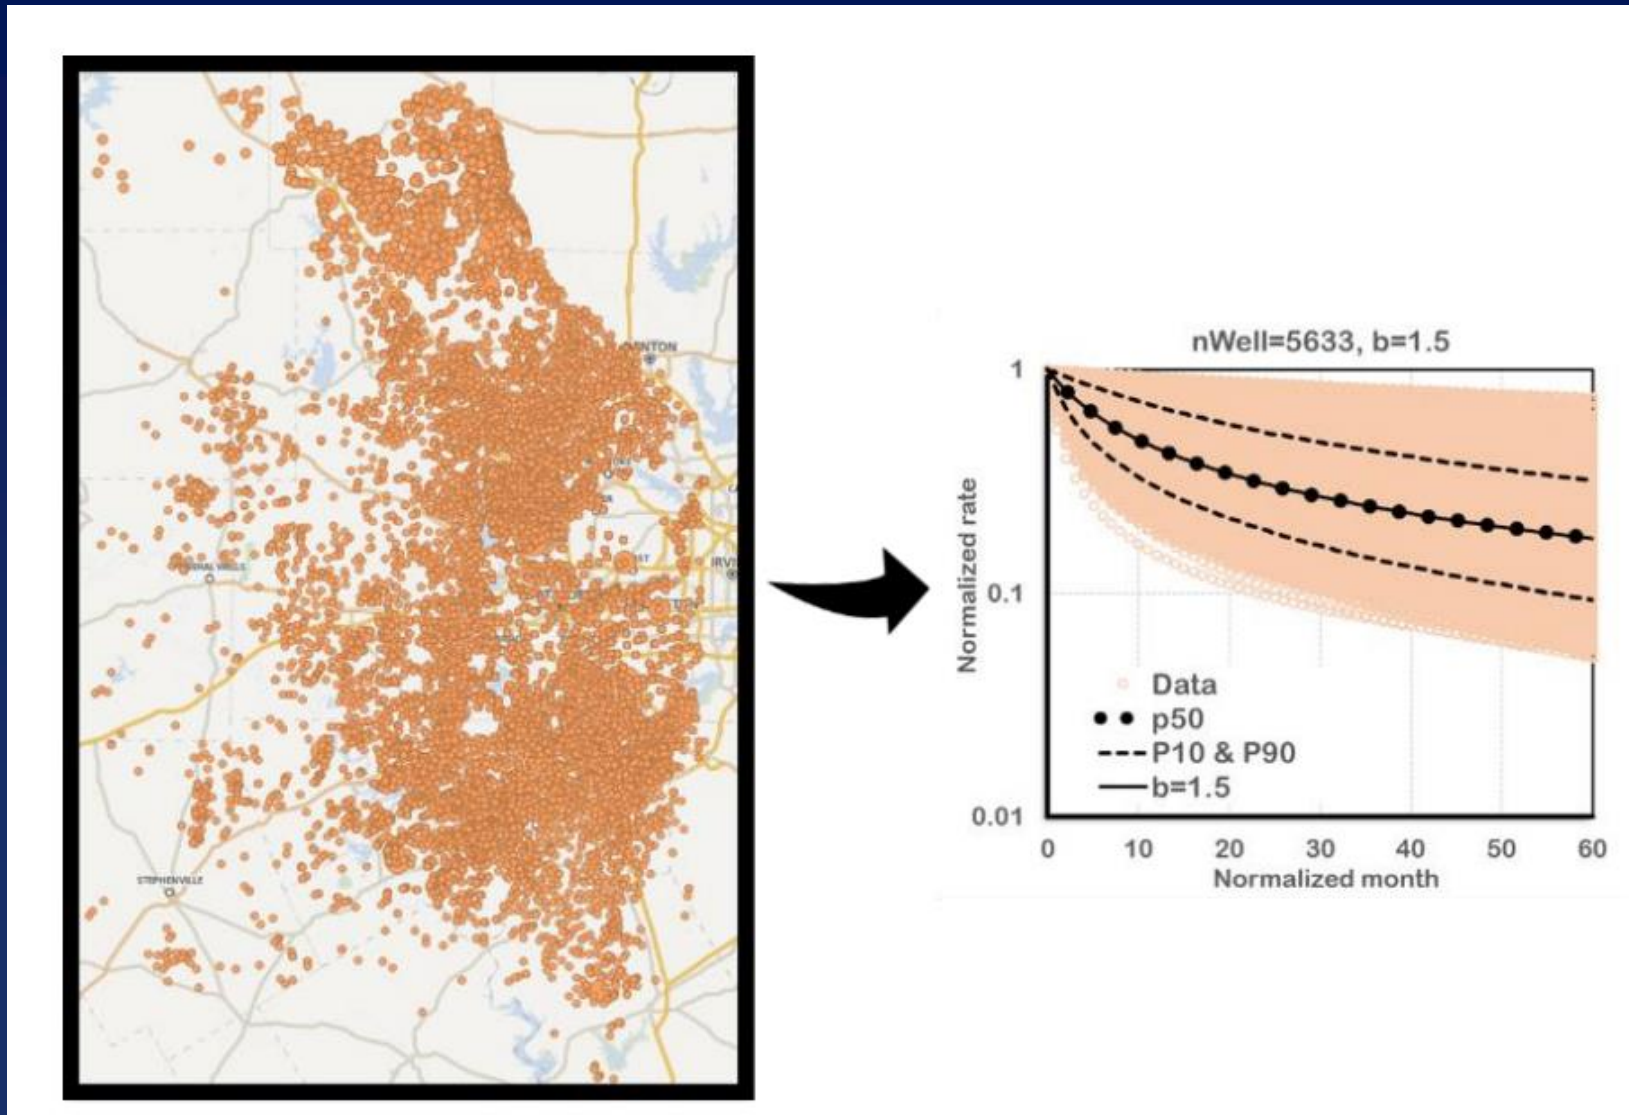 STEPHENVILLE
nWell=5633, b=1.5
Normalized rate
1
0.1
0.01
Data
p50
P10 & P90
b=1.5
0 10 20 30 40 50 60
Normalized month